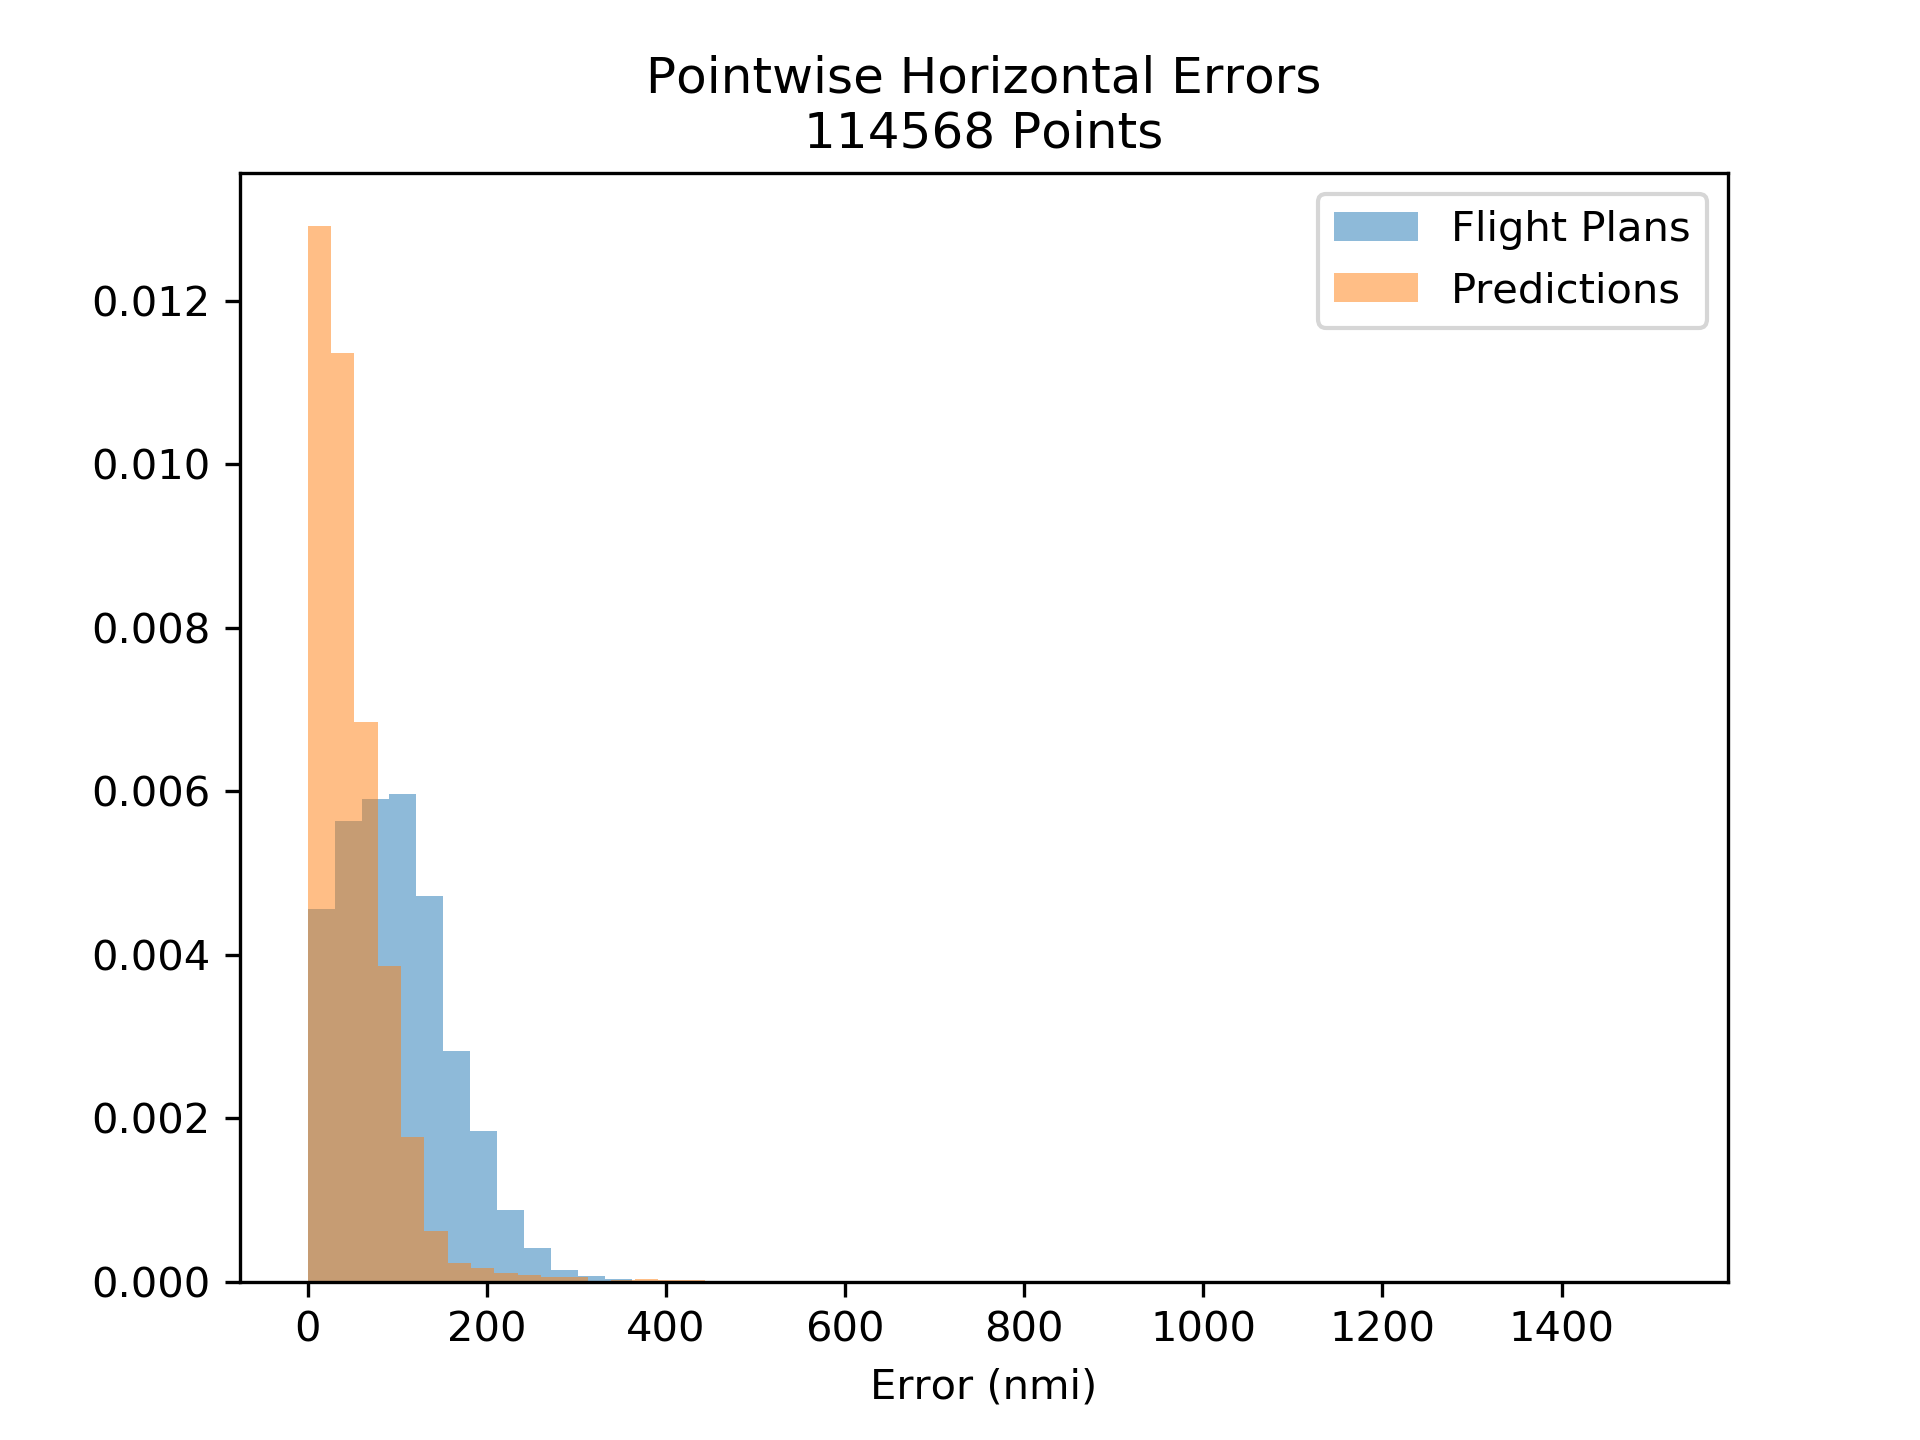 Pointwise Horizontal Errors
114568 Points
Flight Plans
Predictions
0.012
0.010
0.008
0.006
0.004
0.002
0.000
0 200 400 600 800 1000 1200 1400
Error (nmi)